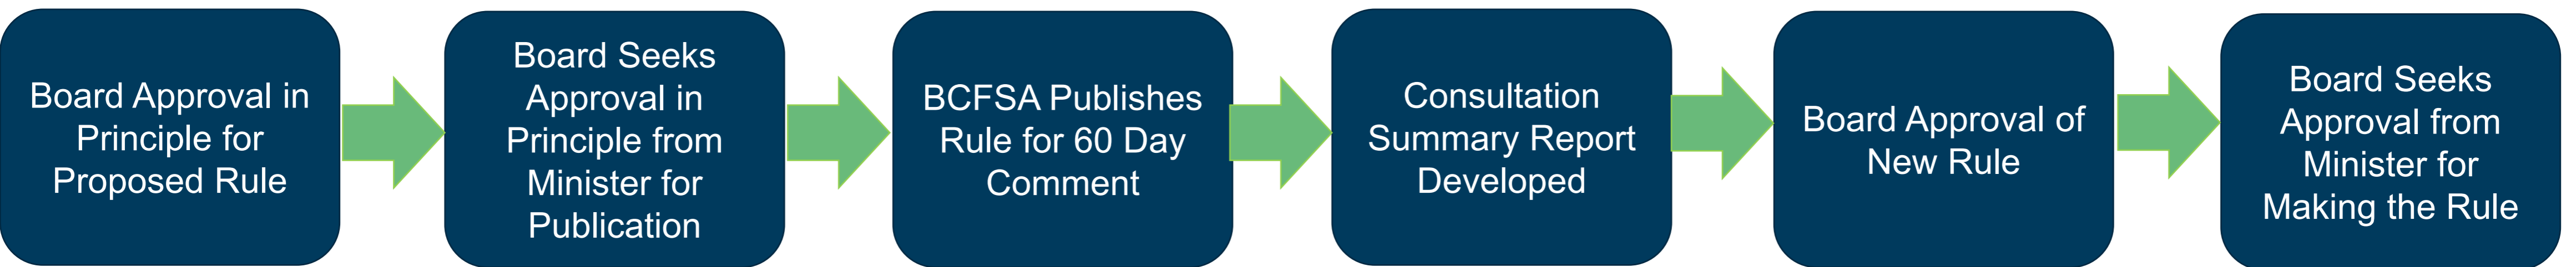 Board Approval in
Principle for
Proposed Rule
Board Seeks
Approval in
Principle from
Minister for
Publication
BCFSA Publishes
Rule for 60 Day
Comment
Consultation
Summary Report
Developed
Board Approval of
New Rule
Board Seeks
Approval from
Minister for
Making the Rule